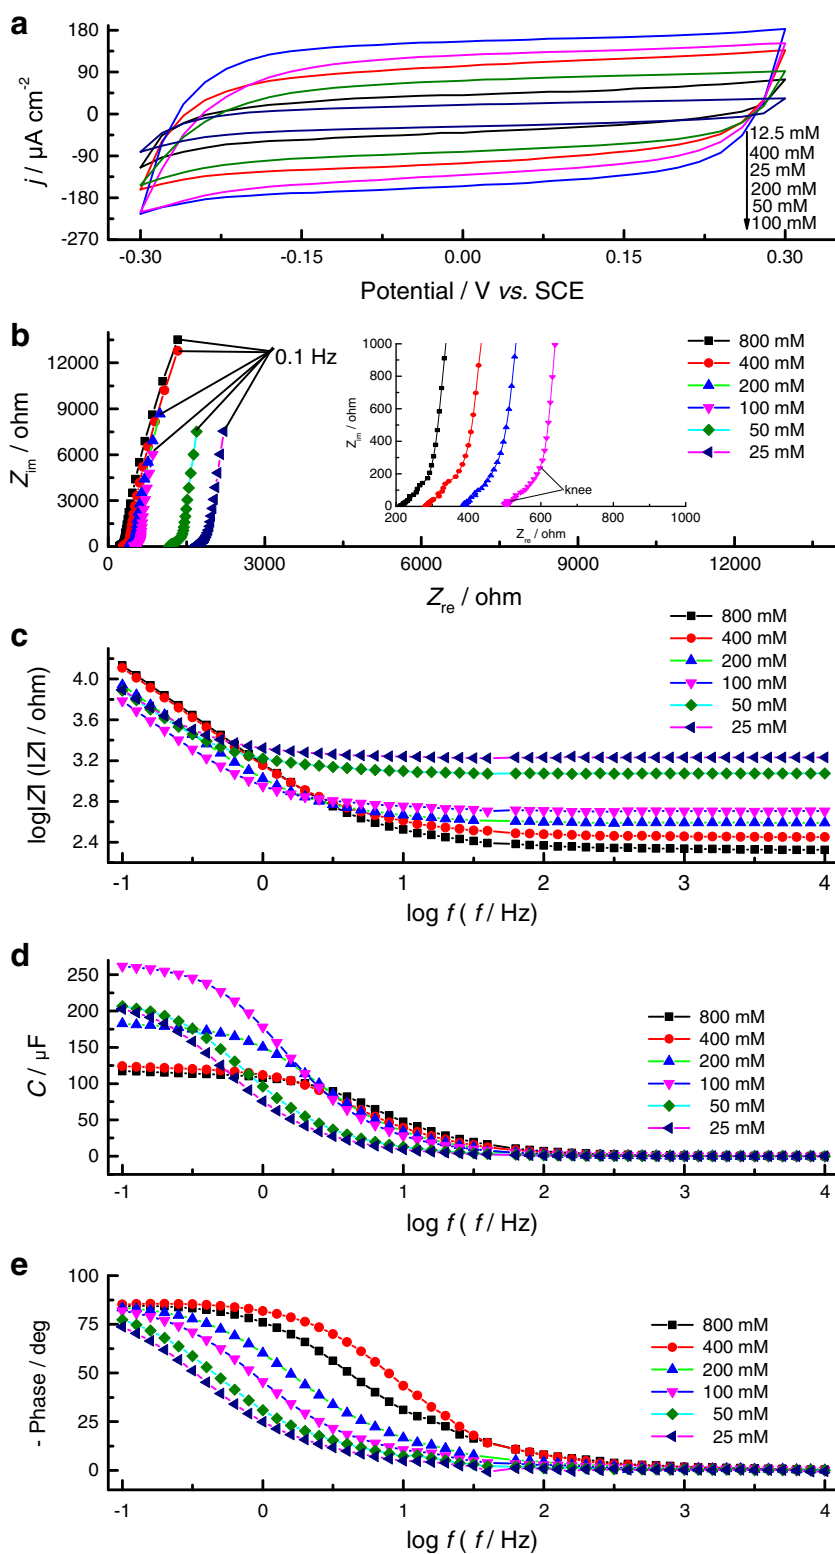 a
j / µA cm-2
180
90
0
-90
-180
-270
12.5 mM
400 mM
25 mM
200 mM
50 mM
100 mM
-0.30
-0.15
0.00
0.15
0.30
Potential / V vs. SCE
b
Zim / ohm
12000
9000
6000
3000
0
0.1 Hz
Zim / ohm
1000
800
600
400
200
0
knee
200
400
600
800
1000
Zre / ohm
800 mM
400 mM
200 mM
100 mM
50 mM
25 mM
0
3000
6000
9000
12000
Zre / ohm
c
log|Z| (|Z| / ohm)
4.0
3.6
3.2
2.8
2.4
800 mM
400 mM
200 mM
100 mM
50 mM
25 mM
-1
0
1
2
3
4
log f ( f / Hz)
d
C / µF
250
200
150
100
50
0
800 mM
400 mM
200 mM
100 mM
50 mM
25 mM
-1
0
1
2
3
4
log f ( f / Hz)
e
- Phase / deg
100
75
50
25
0
800 mM
400 mM
200 mM
100 mM
50 mM
25 mM
-1
0
1
2
3
4
log f ( f / Hz)